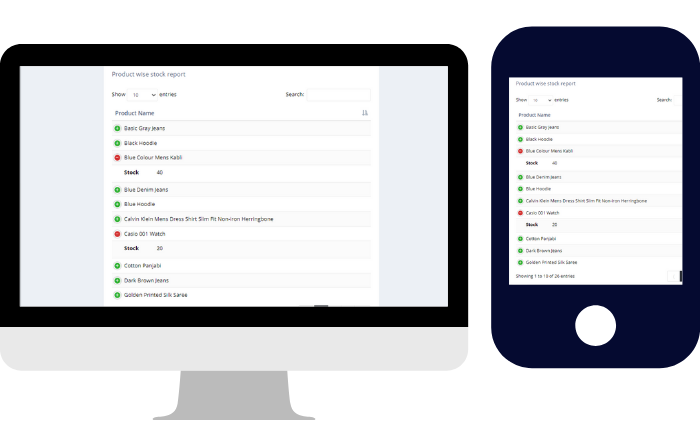 Product wise stock report
Show 10 entries Search:
Product Name
Basic Gray Jeans
Black Hoodie
Blue Colour Mens Kabli
Stock 40
Blue Denim Jeans
Blue Hoodie
Calvin Klein Mens Dress Shirt Slim Fit Non-iron Herringbone
Casio 001 Watch
Stock 20
Cotton Panjabi
Dark Brown Jeans
Golden Printed Silk Saree
Product wise stock report
Show 10 entries Search:
Product Name
Basic Gray Jeans
Black Hoodie
Blue Colour Mens Kabli
Stock 40
Blue Denim Jeans
Blue Hoodie
Calvin Klein Mens Dress Shirt Slim Fit Non-iron Herringbone
Casio 001 Watch
Stock 20
Cotton Panjabi
Dark Brown Jeans
Golden Printed Silk Saree
Showing 1 to 10 of 26 entries